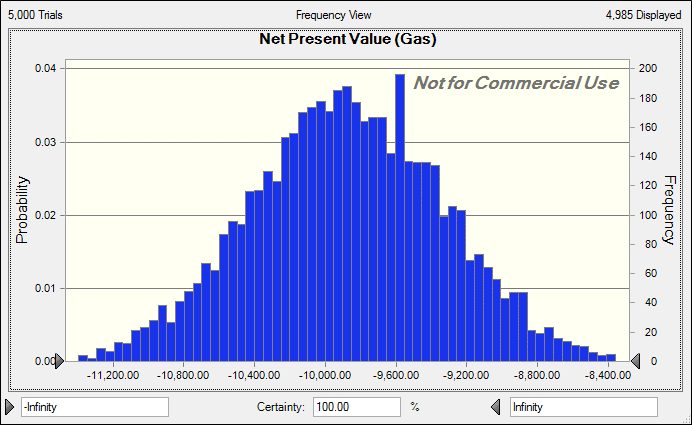 5,000 Trials Frequency View 4,985 Displayed
Net Present Value (Gas)
Not for Commercial Use
0.04 200
180
160
0.03 140
120
0.02 100
80
60
0.01 40
20
0.00 0
Probability
Frequency
-11,200.00 -10,800.00 -10,400.00 -10,000.00 -9,600.00 -9,200.00 -8,800.00 -8,400.00
-Infinity Certainty: 100.00 % Infinity